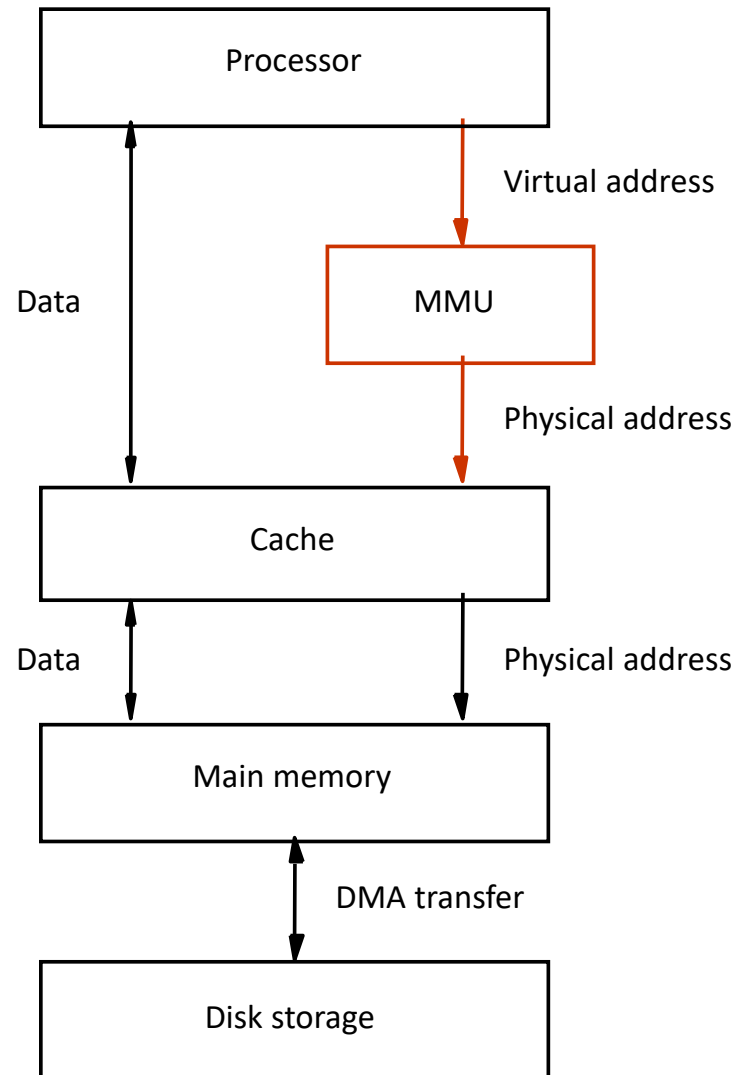 Processor
Virtual address
Data
MMU
Physical address
Cache
Data
Physical address
Main memory
DMA transfer
Disk storage